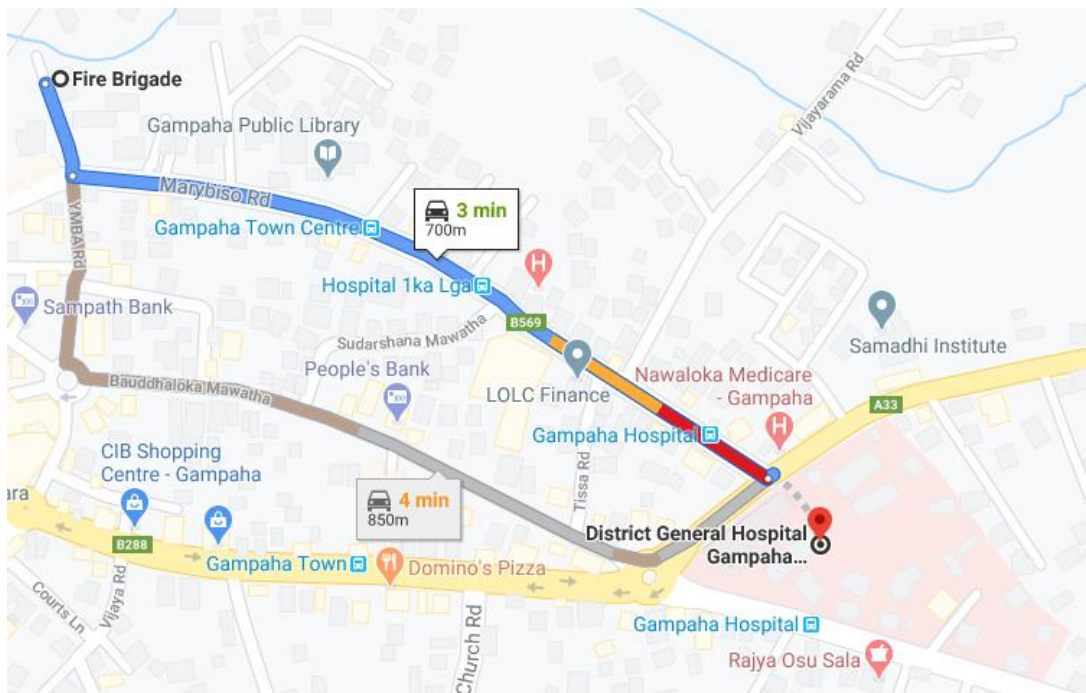 Fire Brigade
Gampaha Public Library
Vijayarama Rd
Marybiso Rd
3 min
700m
Gampaha Town Centre
YMBA Rd
Hospital 1ka Lga
H
Sampath Bank
B569
Sudarshana Mawatha
Samadhi Institute
People's Bank
Bauddhaloka Mawatha
LOLC Finance
Nawaloka Medicare
- Gampaha
A33
H
Gampaha Hospital
CIB Shopping
Centre - Gampaha
4 min
850m
Tissa Rd
ara
District General Hospital
Gampaha...
B288
Gampaha Town
Domino's Pizza
Vijaya Rd
Courts Ln
Church Rd
Gampaha Hospital
Rajya Osu Sala